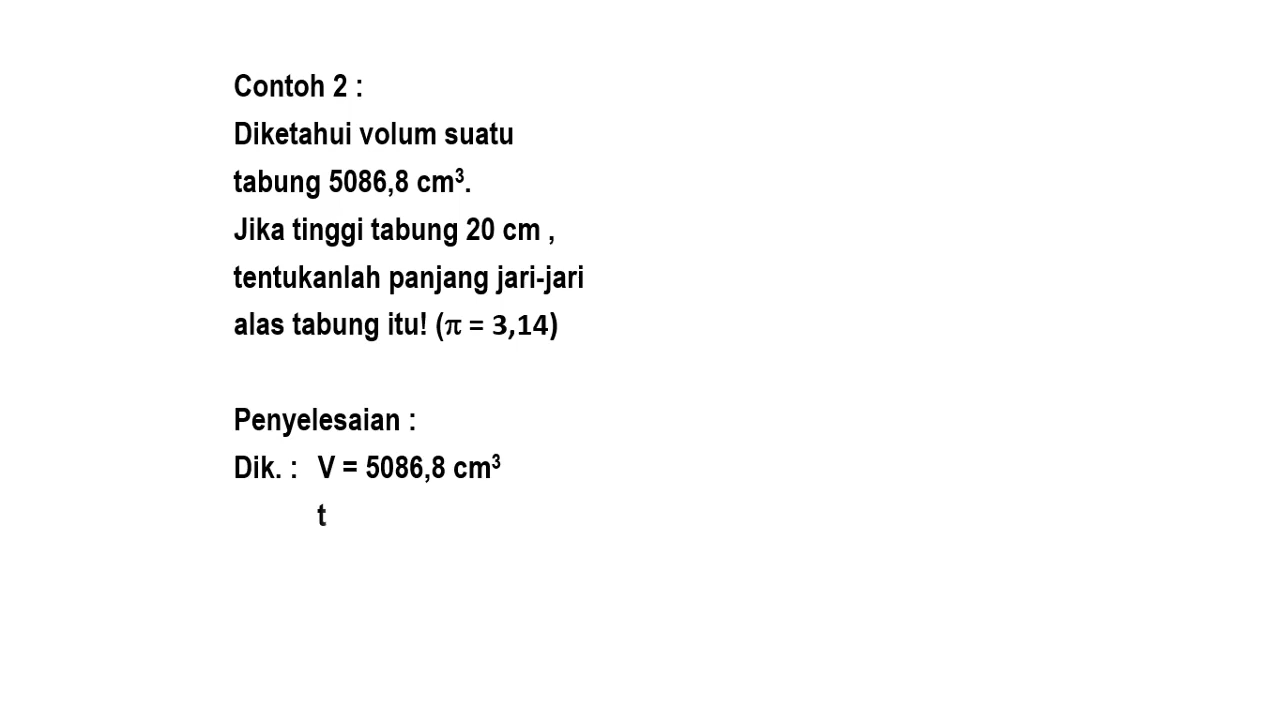 Contoh 2 :
Diketahui volum suatu
tabung 5086,8 cm³.
Jika tinggi tabung 20 cm ,
tentukanlah panjang jari-jari
alas tabung itu! (π = 3,14)
Penyelesaian :
Dik. : V = 5086,8 cm³
t